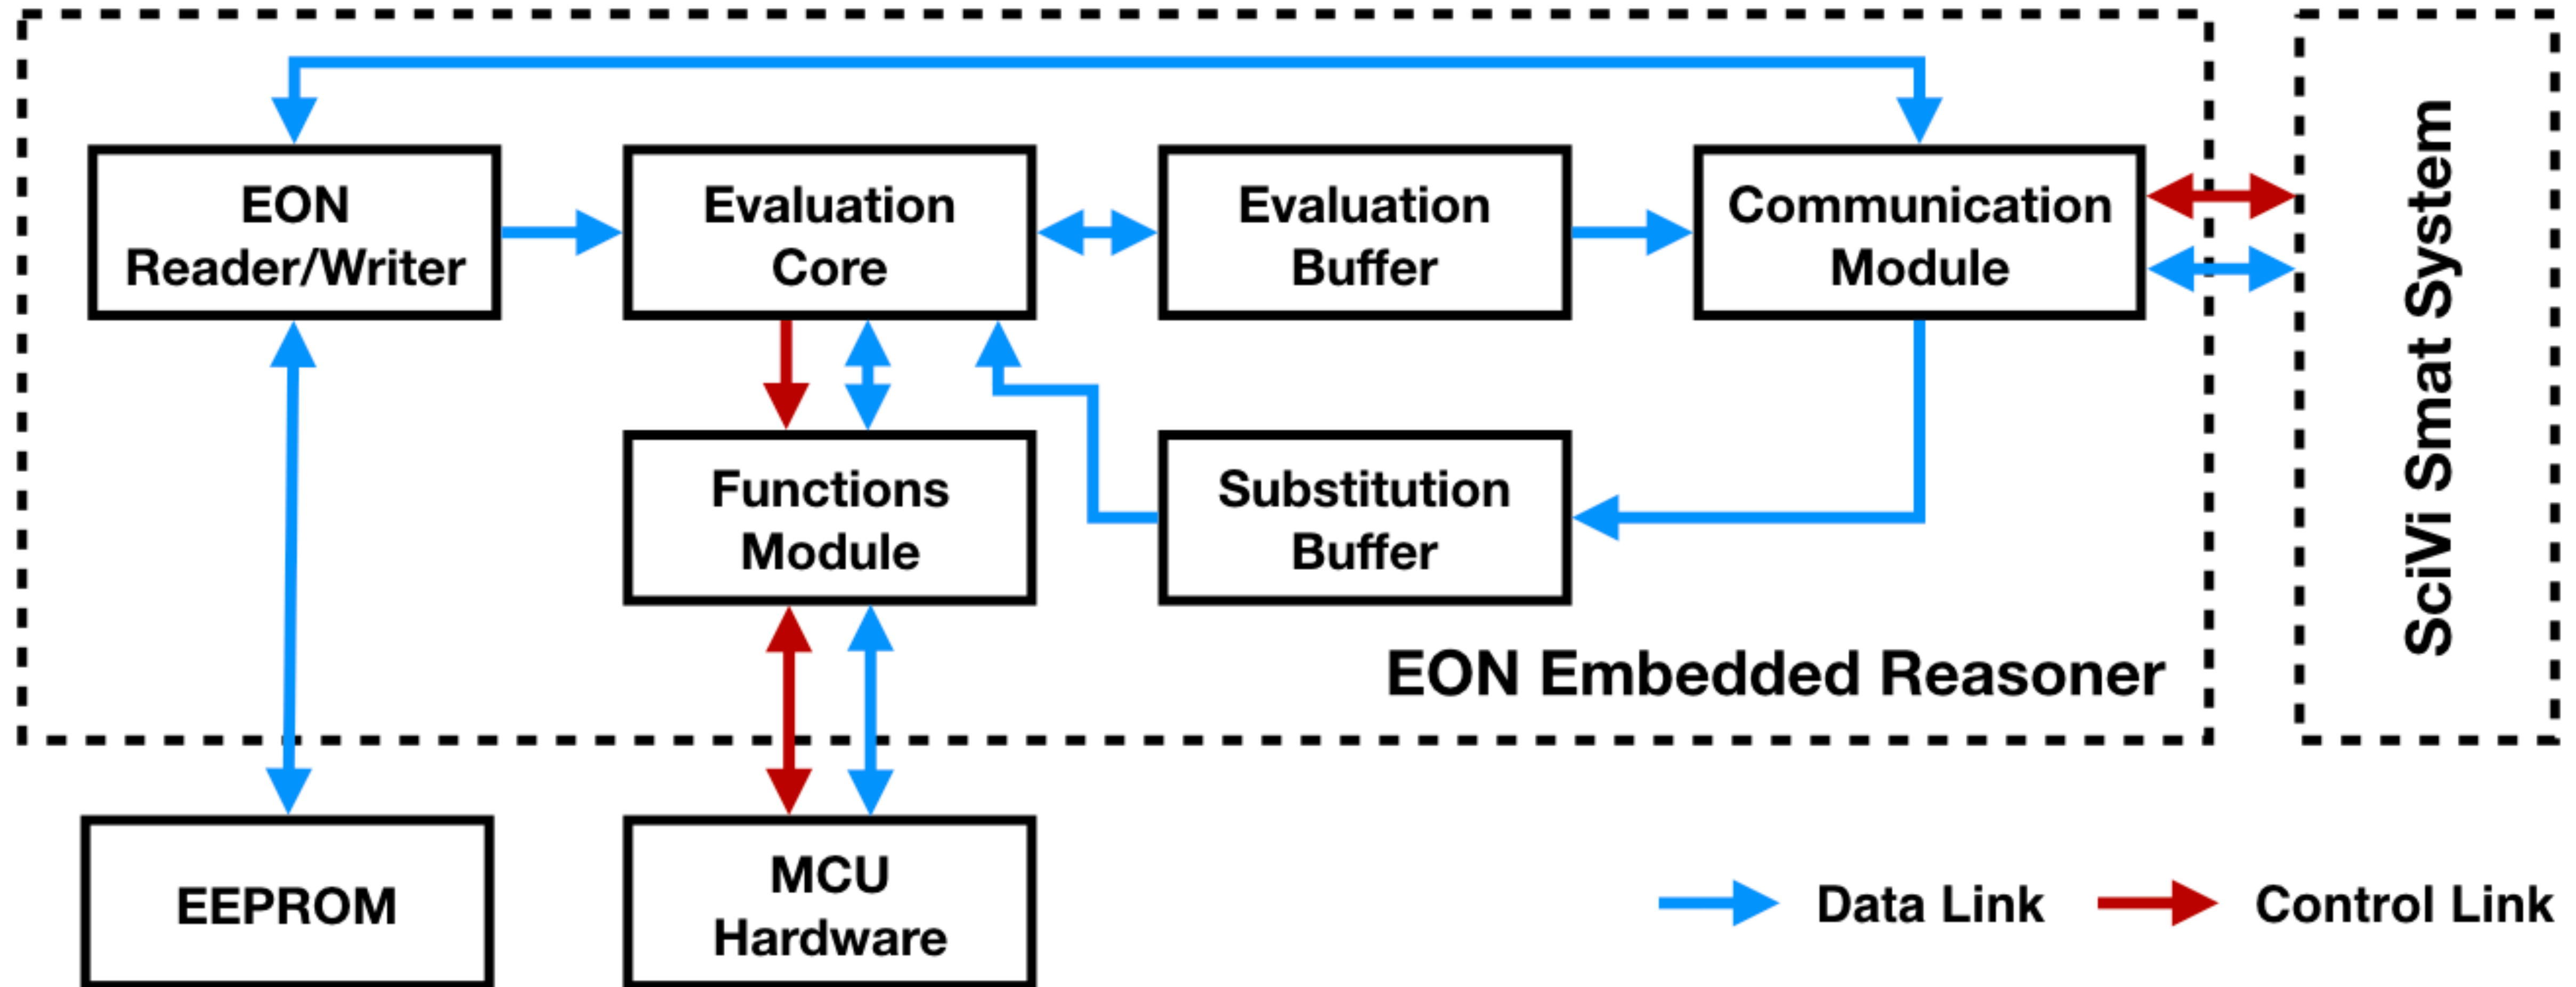 EON
Reader/Writer
Evaluation
Core
Evaluation
Buffer
Communication
Module
SciVi Smat System
Functions
Module
Substitution
Buffer
EON Embedded Reasoner
EEPROM
MCU
Hardware
Data Link
Control Link